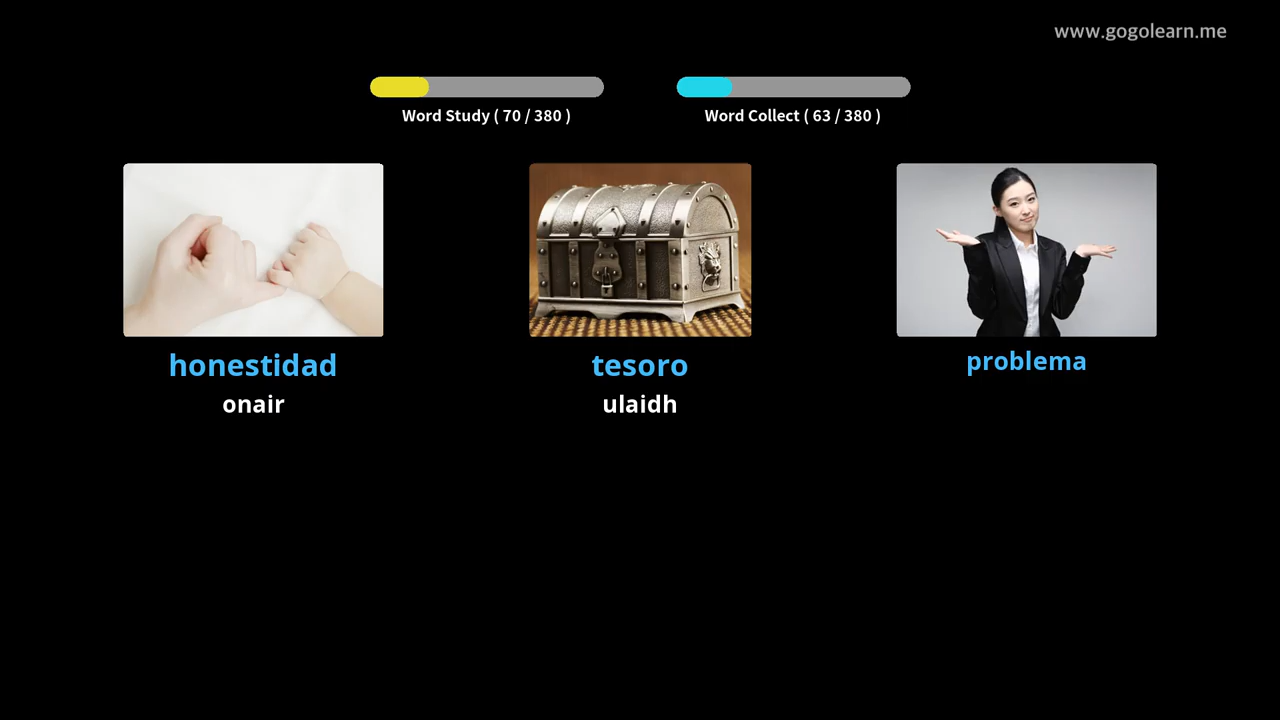 www.gogolearn.me
Word Study ( 70 / 380 )
Word Collect ( 63 / 380 )
honestidad
onair
tesoro
ulaidh
problema